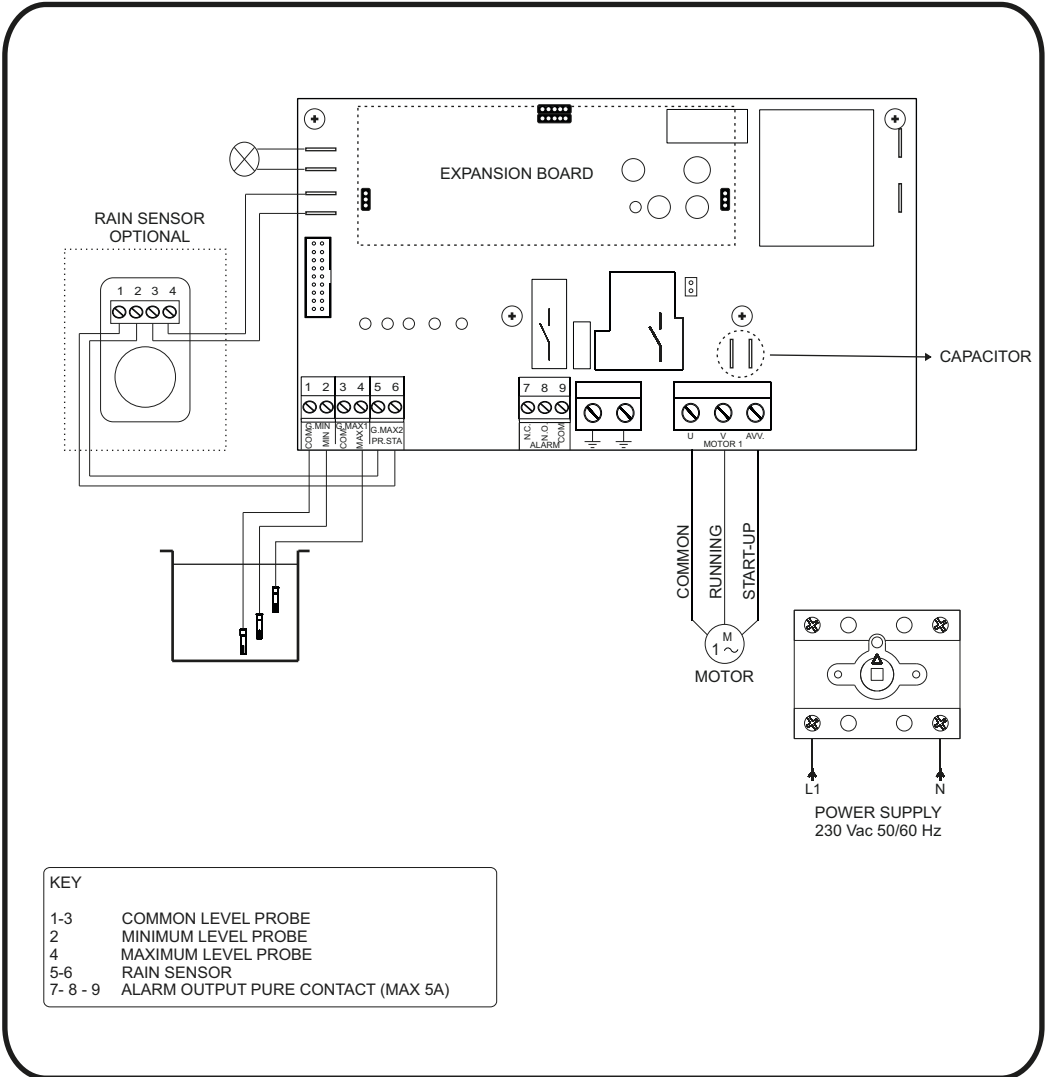 EXPANSION BOARD
RAIN SENSOR
OPTIONAL
1 2 3 4
CAPACITOR
1 2 3 4 5 6
G.MIN G.MAX1 G.MAX2
COM MIN COM MAX PR.STA
7 8 9
N.C. N.O. COM
ALARM
U V AVV.
MOTOR 1
COMMON
RUNNING
START-UP
M
1 ~
MOTOR
L1 N
POWER SUPPLY
230 Vac 50/60 Hz
KEY
1-3 COMMON LEVEL PROBE
2 MINIMUM LEVEL PROBE
4 MAXIMUM LEVEL PROBE
5-6 RAIN SENSOR
7- 8 - 9 ALARM OUTPUT PURE CONTACT (MAX 5A)